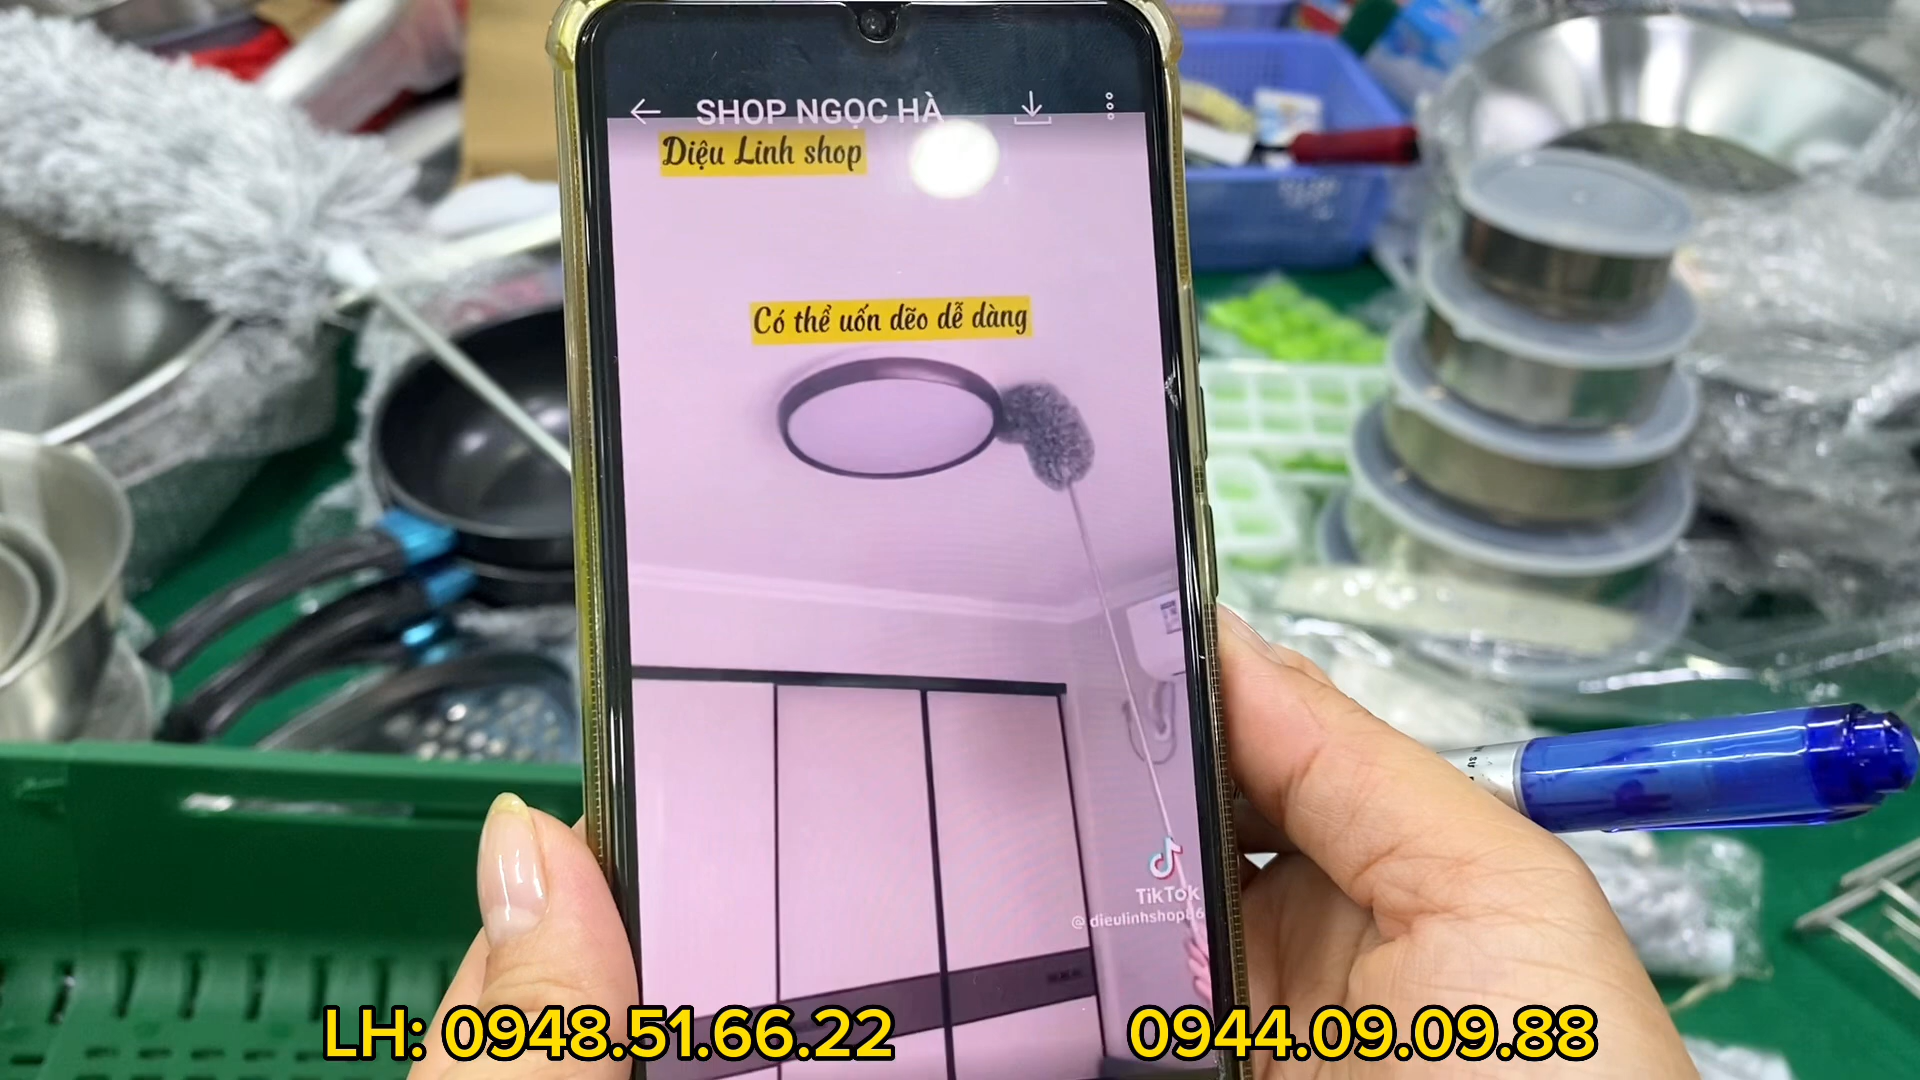 SHOP NGỌC HÀ
Diệu Linh shop
Có thể uốn dẽo dễ dàng
TikTok
LH: 0948.51.66.22
0944.09.09.88